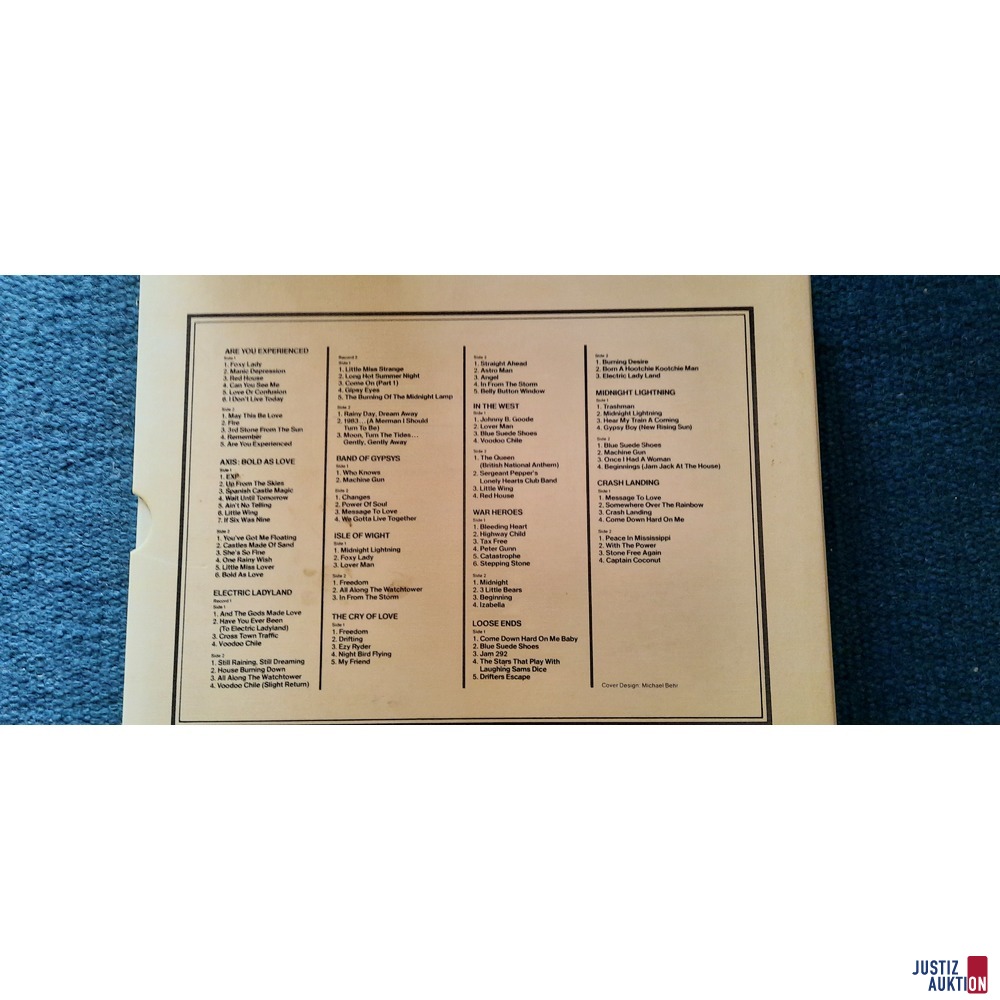 ARE YOU EXPERIENCED
Side 1
1. Foxy Lady
2. Manic Depression
3. Red House
4. Can You See Me
5. Love Or Confusion
6. I Don't Live Today
Side 2
1. May This Be Love
2. Fire
3. 3rd Stone From The Sun
4. Remember
5. Are You Experienced
AXIS: BOLD AS LOVE
Side 1
1. EXP.
2. Up From The Skies
3. Spanish Castle Magic
4. Wait Until Tomorrow
5. Ain't No Telling
6. Little Wing
7. If Six Was Nine
Side 2
1. You've Got Me Floating
2. Castles Made Of Sand
3. She's So Fine
4. One Rainy Wish
5. Little Miss Lover
6. Bold As Love
ELECTRIC LADYLAND
Record 1
Side 1
1. And The Gods Made Love
2. Have You Ever Been
(To Electric Ladyland)
3. Cross Town Traffic
4. Voodoo Chile
Side 2
1. Still Raining, Still Dreaming
2. House Burning Down
3. All Along The Watchtower
4. Voodoo Chile (Slight Return)
Record 2
Side 1
1. Little Miss Strange
2. Long Hot Summer Night
3. Come On (Part 1)
4. Gipsy Eyes
5. The Burning Of The Midnight Lamp
Side 2
1. Rainy Day, Dream Away
2. 1983... (A Merman I Should
Turn To Be)
3. Moon, Turn The Tides...
Gently, Gently Away
BAND OF GYPSYS
Side 1
1. Who Knows
2. Machine Gun
Side 2
1. Changes
2. Power Of Soul
3. Message To Love
4. We Gotta Live Together
ISLE OF WIGHT
Side 1
1. Midnight Lightning
2. Foxy Lady
3. Lover Man
Side 2
1. Freedom
2. All Along The Watchtower
3. In From The Storm
THE CRY OF LOVE
Side 1
1. Freedom
2. Drifting
3. Ezy Ryder
4. Night Bird Flying
5. My Friend
Side 2
1. Straight Ahead
2. Astro Man
3. Angel
4. In From The Storm
5. Belly Button Window
IN THE WEST
Side 1
1. Johnny B. Goode
2. Lover Man
3. Blue Suede Shoes
4. Voodoo Chile
Side 2
1. The Queen
(British National Anthem)
2. Sergeant Pepper's
Lonely Hearts Club Band
3. Little Wing
4. Red House
WAR HEROES
Side 1
1. Bleeding Heart
2. Highway Child
3. Tax Free
4. Peter Gunn
5. Catastrophe
6. Stepping Stone
Side 2
1. Midnight
2. 3 Little Bears
3. Beginning
4. Izabella
LOOSE ENDS
Side 1
1. Come Down Hard On Me Baby
2. Blue Suede Shoes
3. Jam 292
4. The Stars That Play With
Laughing Sams Dice
5. Drifters Escape
Side 2
1. Burning Desire
2. Born A Hootchie Kootchie Man
3. Electric Lady Land
MIDNIGHT LIGHTNING
Side 1
1. Trashman
2. Midnight Lightning
3. Hear My Train A Coming
4. Gypsy Boy (New Rising Sun)
Side 2
1. Blue Suede Shoes
2. Machine Gun
3. Once I Had A Woman
4. Beginnings (Jam Jack At The House)
CRASH LANDING
Side 1
1. Message To Love
2. Somewhere Over The Rainbow
3. Crash Landing
4. Come Down Hard On Me
Side 2
1. Peace In Mississippi
2. With The Power
3. Stone Free Again
4. Captain Coconut
Cover Design: Michael Behr
JUSTIZ
AUKTION